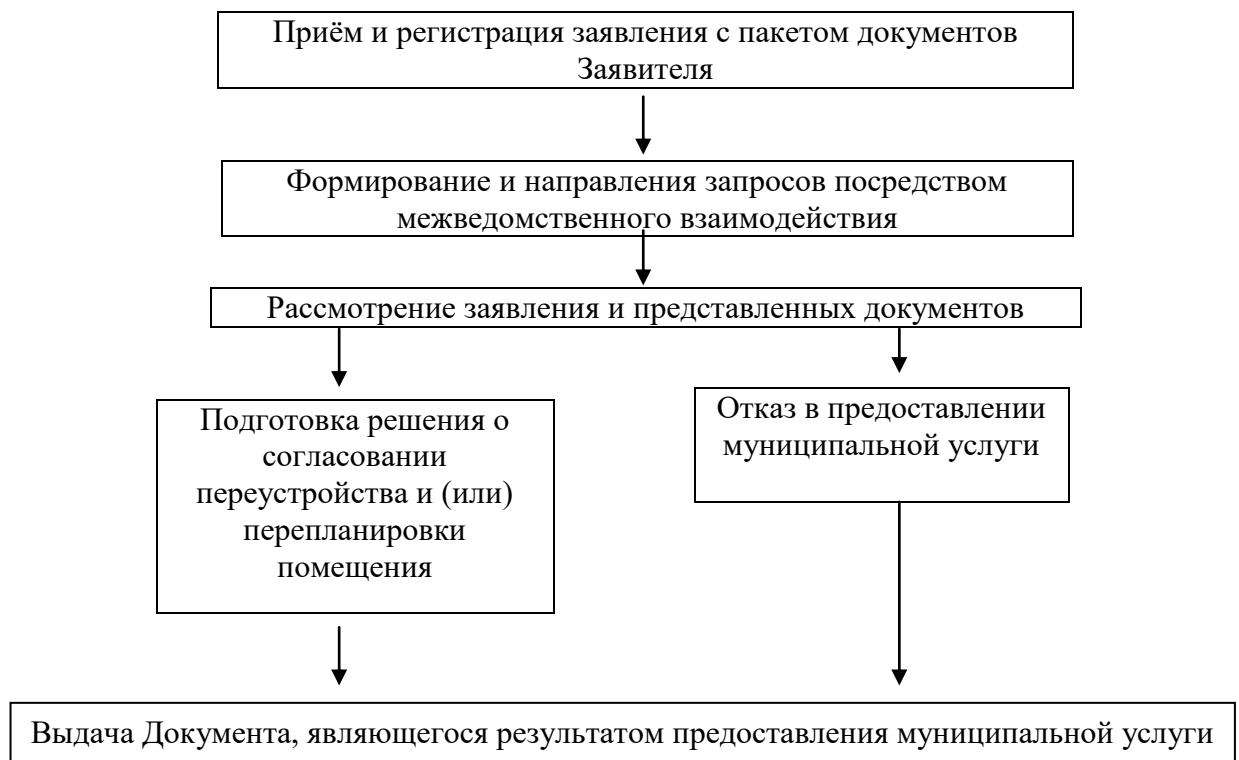 Приём и регистрация заявления с пакетом документов
Заявителя
Формирование и направления запросов посредством
межведомственного взаимодействия
Рассмотрение заявления и представленных документов
Подготовка решения о
согласовании
переустройства и (или)
перепланировки
помещения
Отказ в предоставлении
муниципальной услуги
Выдача Документа, являющегося результатом предоставления муниципальной услуги